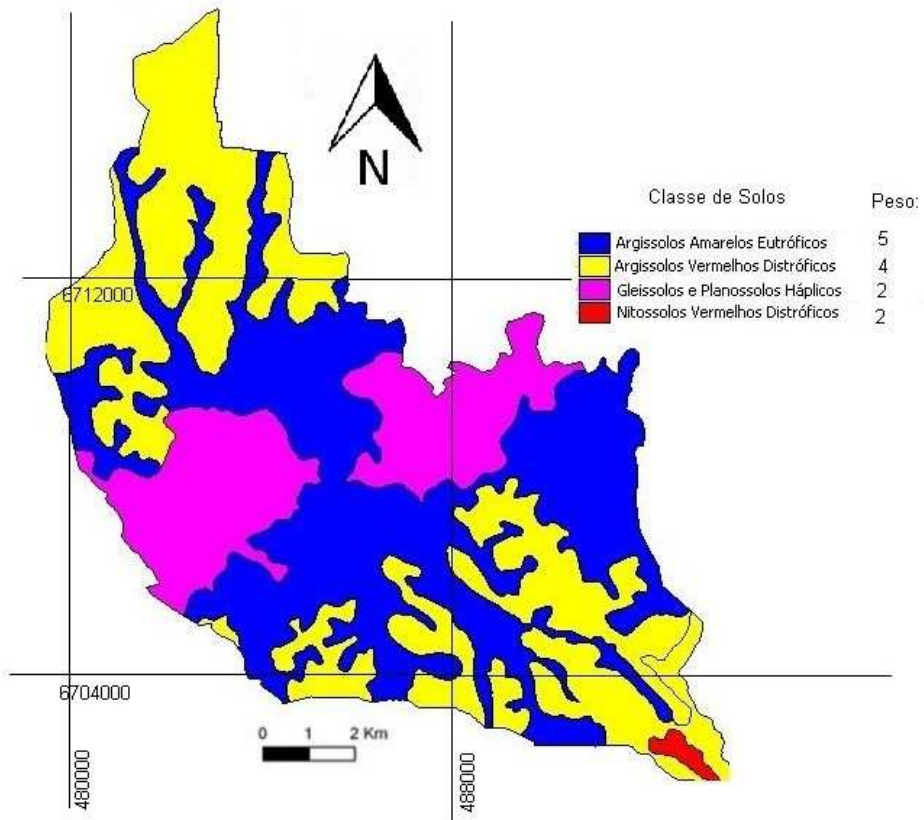 N
Classe de Solos Peso:
Argissolos Amarelos Eutróficos 5
Argissolos Vermelhos Distróficos 4
Gleissolos e Planossolos Háplicos 2
Nitossolos Vermelhos Distróficos 2
6712000
6704000
0 1 2 Km
480000
488000